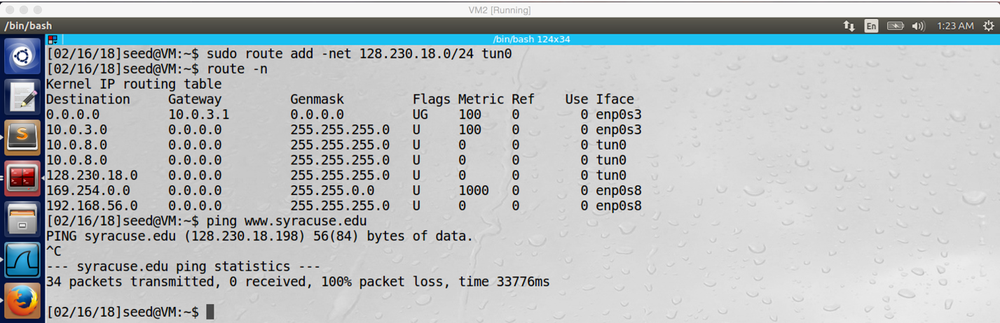 VM2 [Running]
/bin/bash En 1:23 AM
/bin/bash 124x34
[02/16/18]seed@VM:~$ sudo route add -net 128.230.18.0/24 tun0
[02/16/18]seed@VM:~$ route -n
Kernel IP routing table
Destination     Gateway         Genmask         Flags Metric Ref    Use Iface
0.0.0.0         10.0.3.1        0.0.0.0         UG    100    0        0 enp0s3
10.0.3.0        0.0.0.0         255.255.255.0   U     100    0        0 enp0s3
10.0.8.0        0.0.0.0         255.255.255.0   U     0      0        0 tun0
10.0.8.0        0.0.0.0         255.255.255.0   U     0      0        0 tun0
128.230.18.0    0.0.0.0         255.255.255.0   U     0      0        0 tun0
169.254.0.0     0.0.0.0         255.255.0.0     U     1000   0        0 enp0s8
192.168.56.0    0.0.0.0         255.255.255.0   U     0      0        0 enp0s8
[02/16/18]seed@VM:~$ ping www.syracuse.edu
PING syracuse.edu (128.230.18.198) 56(84) bytes of data.
^C
--- syracuse.edu ping statistics ---
34 packets transmitted, 0 received, 100% packet loss, time 33776ms
[02/16/18]seed@VM:~$